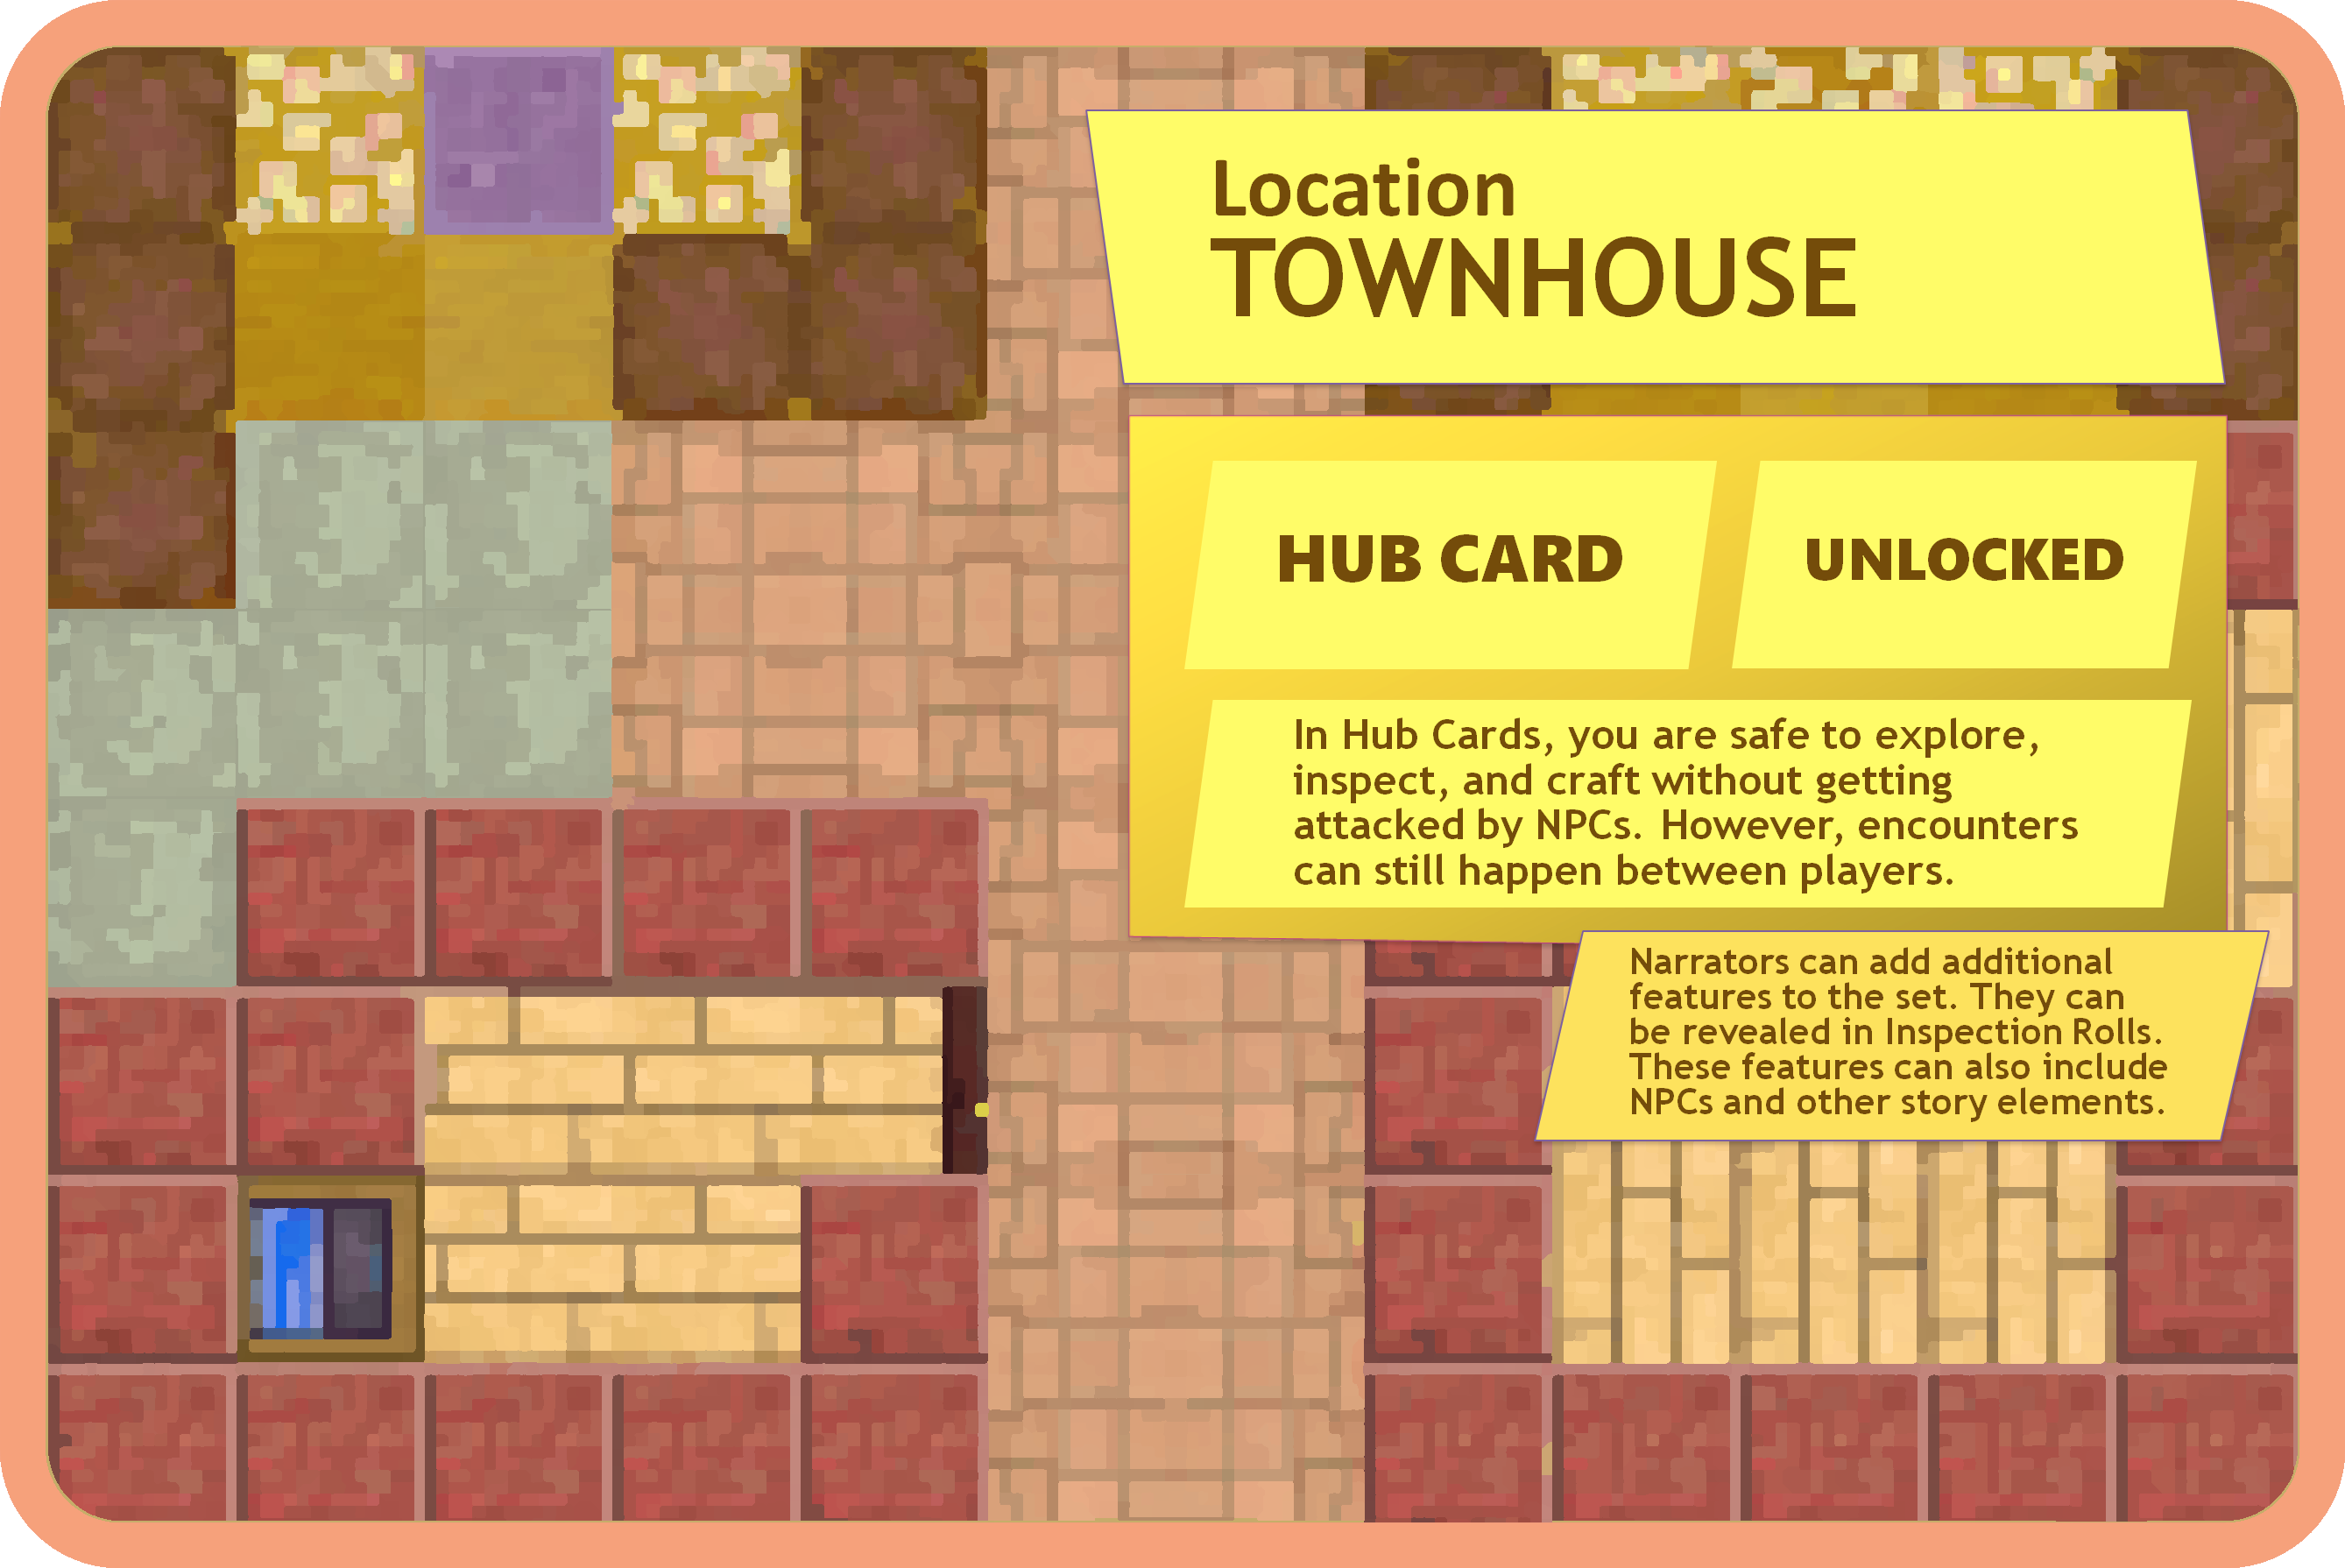 Location
TOWNHOUSE
HUB CARD
UNLOCKED
In Hub Cards, you are safe to explore,
inspect, and craft without getting
attacked by NPCs. However, encounters
can still happen between players.
Narrators can add additional
features to the set. They can
be revealed in Inspection Rolls.
These features can also include
NPCs and other story elements.